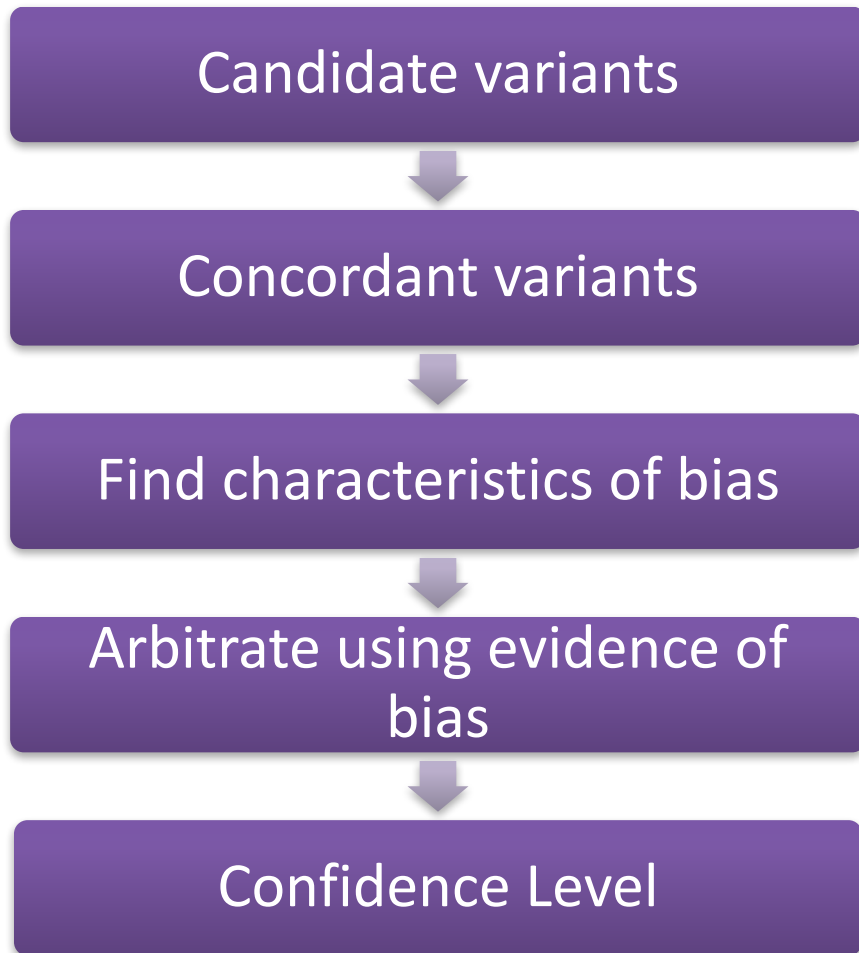 Candidate variants
Concordant variants
Find characteristics of bias
Arbitrate using evidence of
bias
Confidence Level